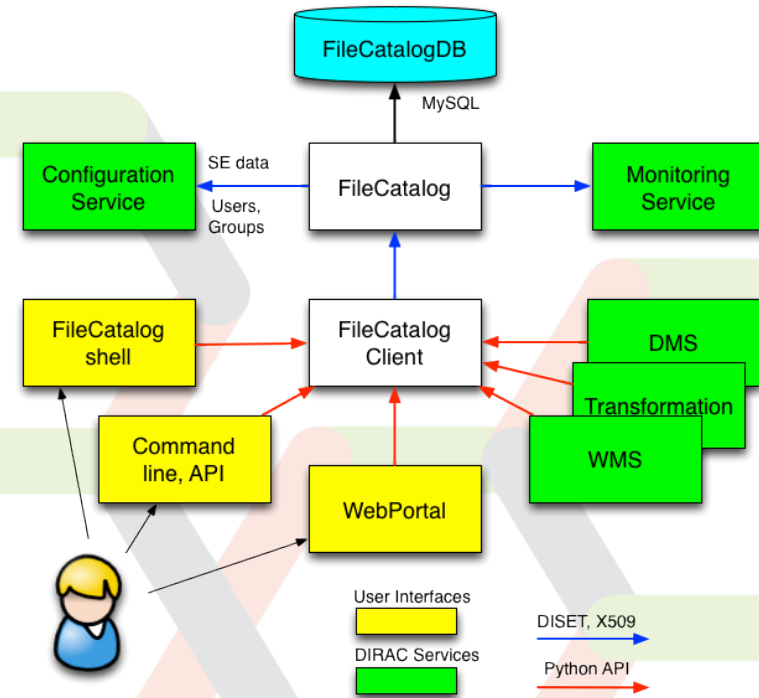 FileCatalogDB
MySQL
Configuration
Service
SE data
Users,
Groups
FileCatalog
Monitoring
Service
FileCatalog
shell
FileCatalog
Client
DMS
Transformation
WMS
Command
line, API
WebPortal
User Interfaces
DIRAC Services
DISET, X509
Python API